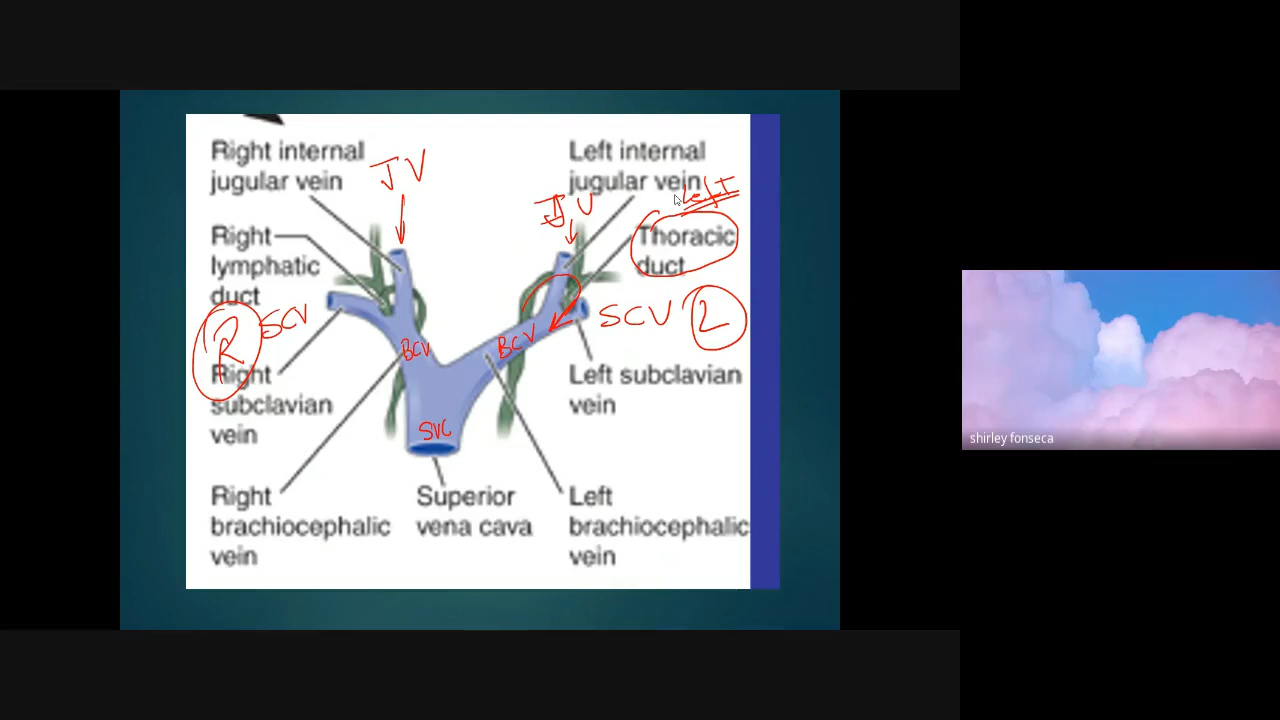 Right internal
jugular vein
JV
Left internal
jugular vein
Left
JV
Right
lymphatic
duct
Thoracic
duct
R
SCV
SCV
L
BCV
BCV
Right
subclavian
vein
Left subclavian
vein
SVC
Right
brachiocephalic
vein
Superior
vena cava
Left
brachiocephalic
vein
shirley fonseca